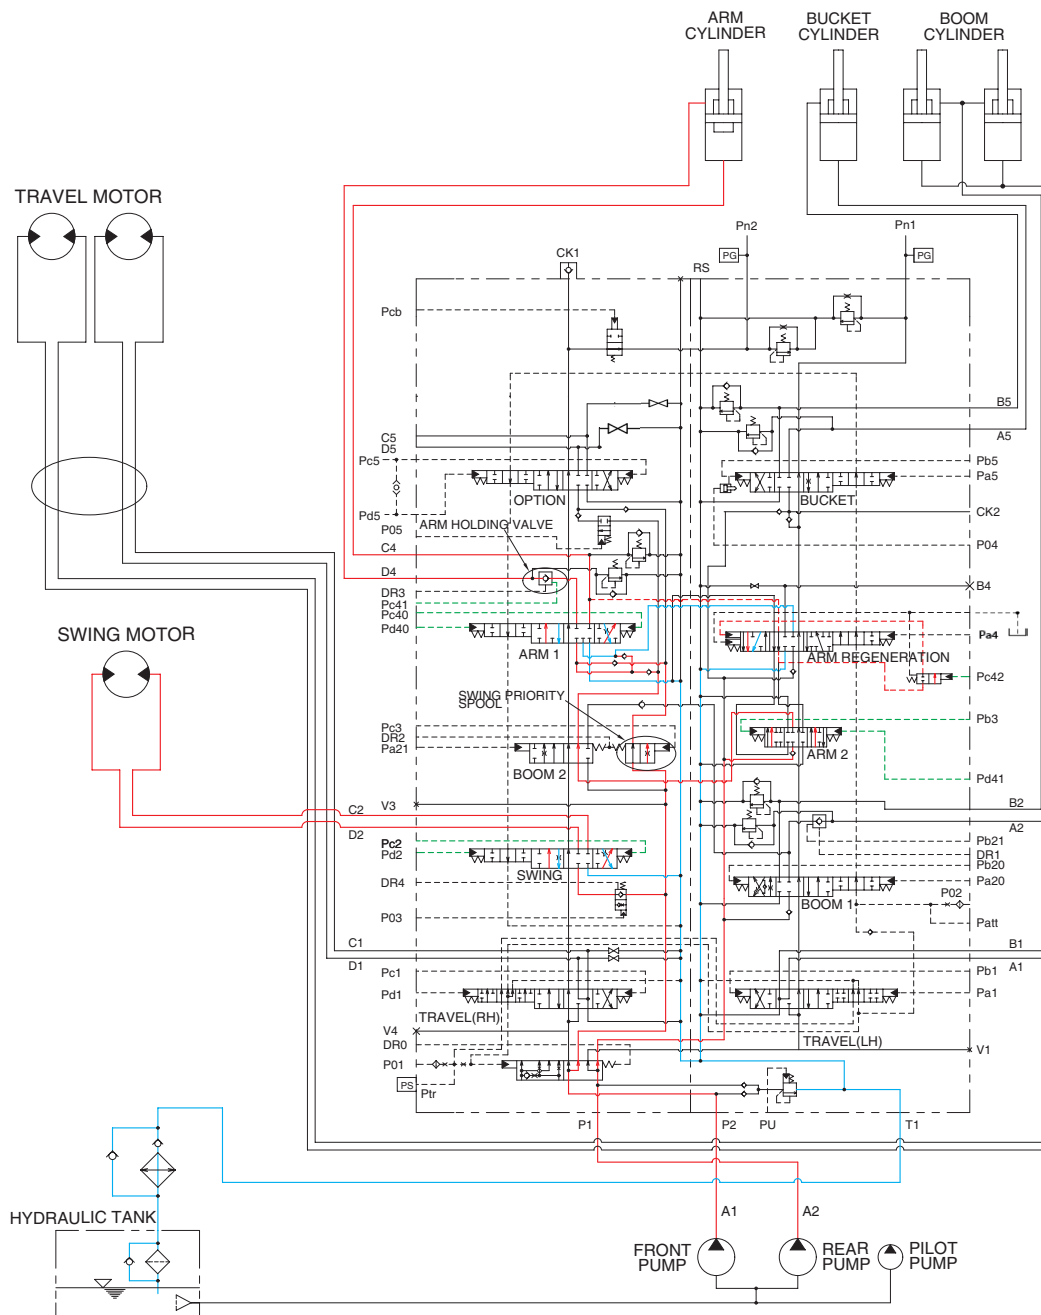 ARM
CYLINDER
BUCKET
CYLINDER
BOOM
CYLINDER
TRAVEL MOTOR
Pn2
Pn1
CK1
PG
PG
RS
Pcb
B5
C5
D5
A5
Pc5
Pb5
OPTION
BUCKET
Pa5
Pd5
CK2
P05
ARM HOLDING VALVE
C4
P04
D4
B4
DR3
Pc41
Pc40
Pd40
Pa4
SWING MOTOR
ARM 1
ARM REGENERATION
Pc42
SWING PRIORITY
SPOOL
Pc3
DR2
Pa21
Pb3
BOOM 2
ARM 2
Pd41
C2
V3
B2
D2
A2
Pc2
Pd2
Pb21
DR1
SWING
Pb20
DR4
BOOM 1
P02
Pa20
P03
Patt
C1
B1
D1
A1
Pc1
Pb1
Pd1
Pa1
TRAVEL(RH)
V4
TRAVEL(LH)
DR0
V1
P01
PS
Ptr
P1
P2
PU
T1
HYDRAULIC TANK
A1
A2
FRONT
PUMP
REAR
PUMP
PILOT
PUMP